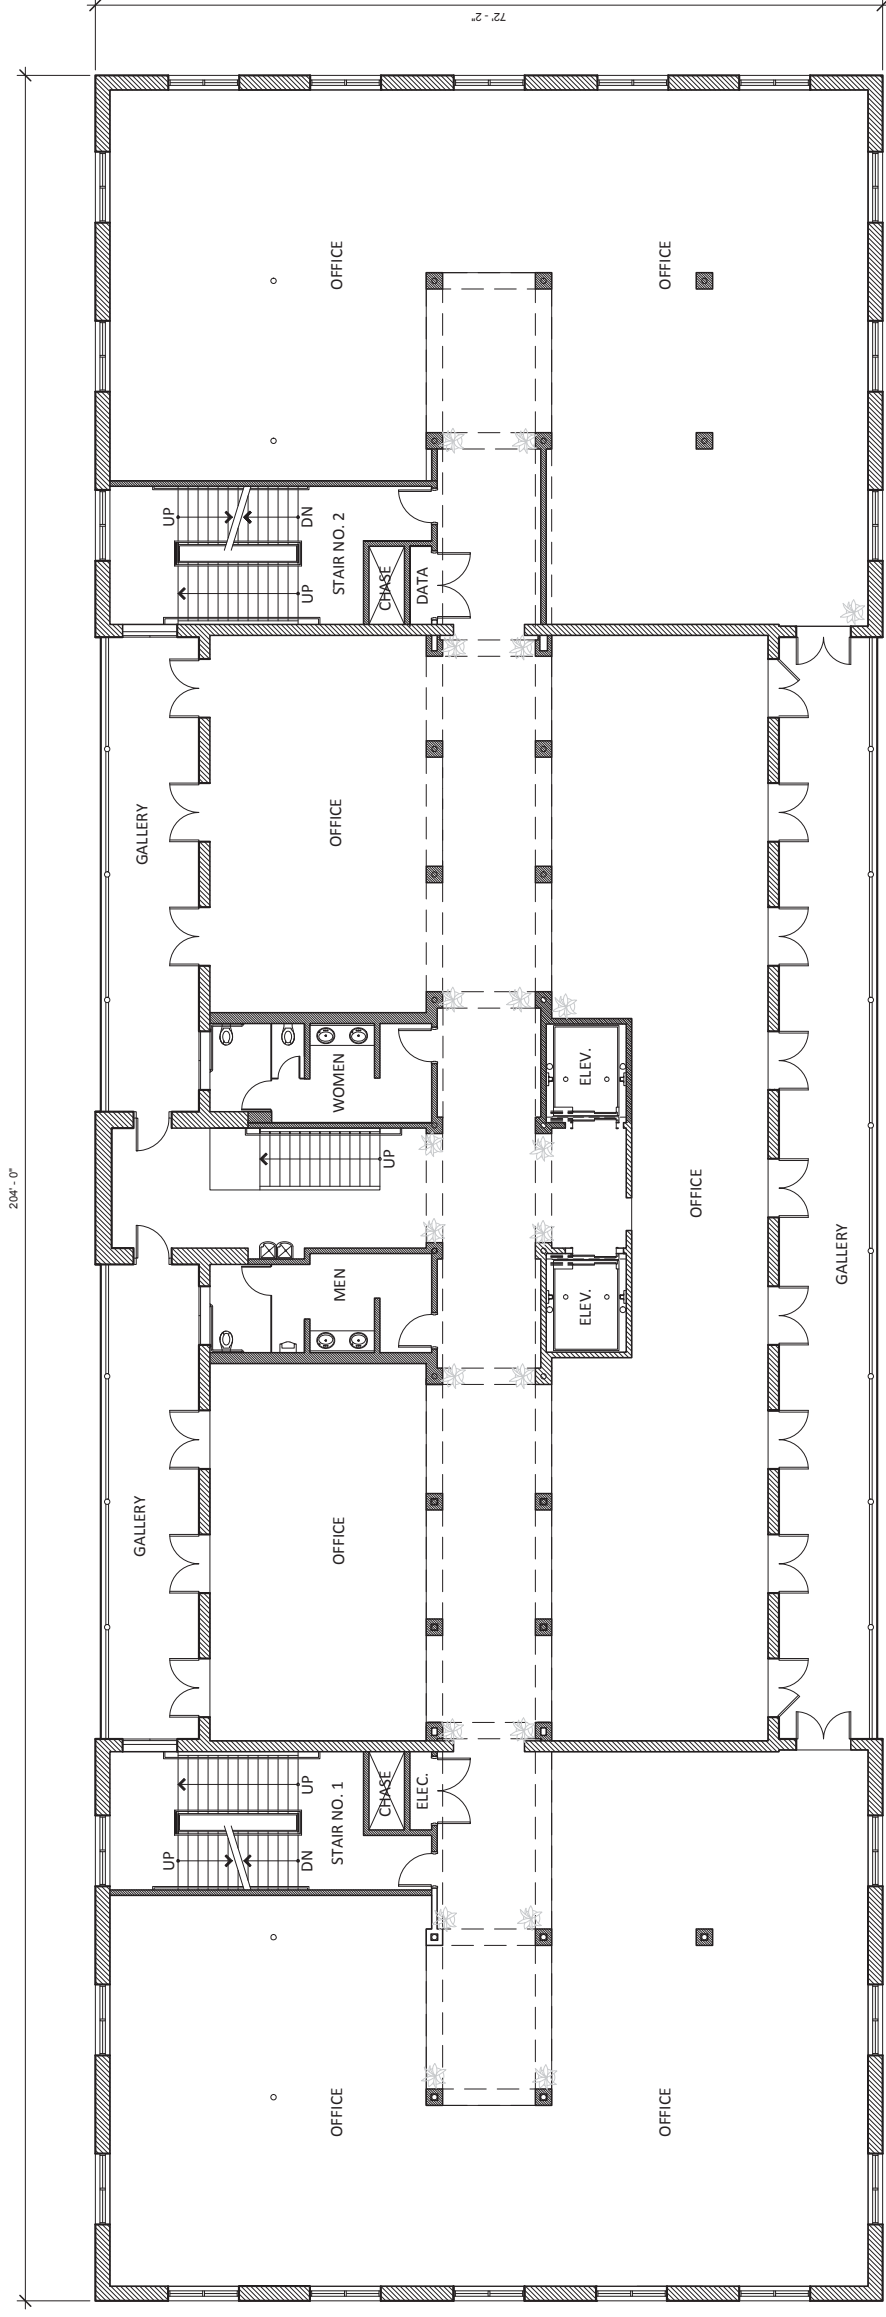 72' - 2"
204' - 0"
OFFICE
OFFICE
UP
DN
UP
STAIR NO. 2
CHASE
DATA
GALLERY
OFFICE
WOMEN
ELEV.
UP
OFFICE
GALLERY
MEN
ELEV.
GALLERY
OFFICE
UP
UP
DN
STAIR NO. 1
CHASE
ELEC.
OFFICE
OFFICE